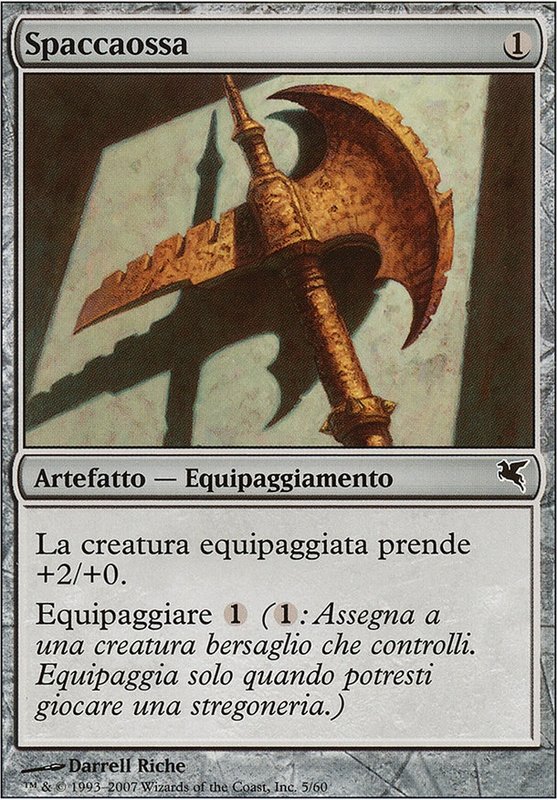 Spaccaossa 1
Artefatto — Equipaggiamento
La creatura equipaggiata prende
+2/+0.
Equipaggiare 1 (1: Assegna a
una creatura bersaglio che controlli.
Equipaggia solo quando potresti
giocare una stregoneria.)
Darrell Riche
™ & © 1993–2007 Wizards of the Coast, Inc. 5/60